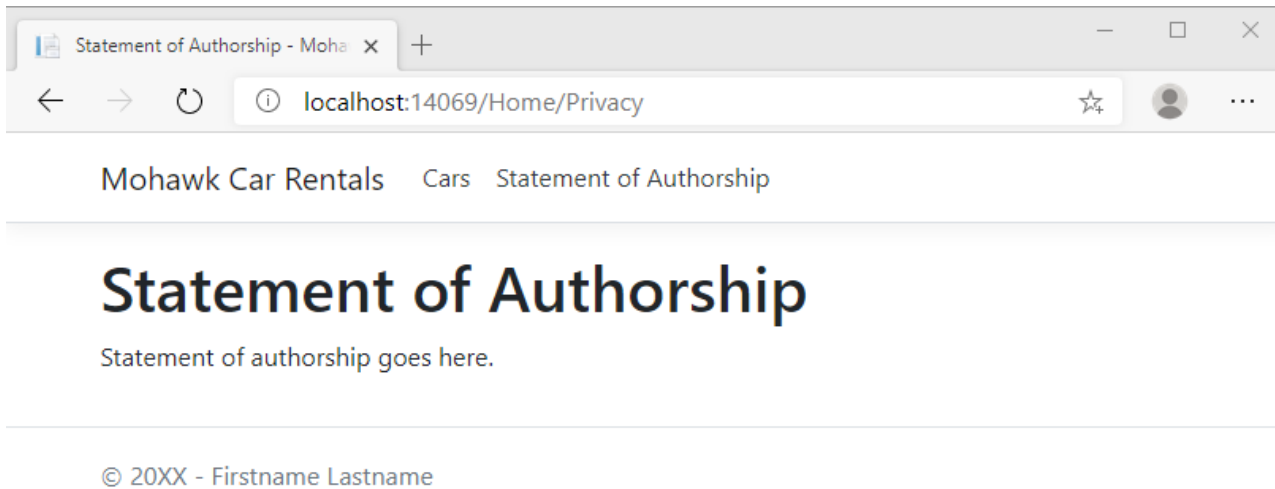 Statement of Authorship - Moha
localhost:14069/Home/Privacy
Mohawk Car Rentals Cars Statement of Authorship
Statement of Authorship
Statement of authorship goes here.
© 20XX - Firstname Lastname